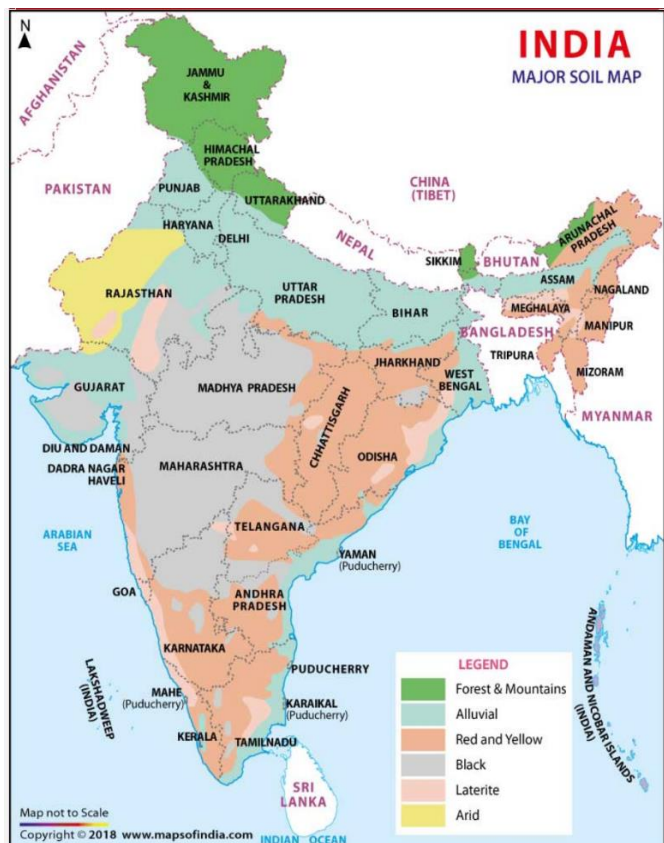 N
INDIA
MAJOR SOIL MAP
AFGHANISTAN
JAMMU
&
KASHMIR
HIMACHAL
PRADESH
PAKISTAN
PUNJAB
UTTARAKHAND
CHINA
(TIBET)
HARYANA
DELHI
NEPAL
SIKKIM
BHUTAN
ARUNACHAL
PRADESH
RAJASTHAN
UTTAR
PRADESH
BIHAR
ASSAM
NAGALAND
MEGHALAYA
BANGLADESH
MANIPUR
TRIPURA
MIZORAM
MYANMAR
GUJARAT
MADHYA PRADESH
JHARKHAND
WEST
BENGAL
CHHATTISGARH
ODISHA
DIU AND DAMAN
DADRA NAGAR
HAVELI
MAHARASHTRA
TELANGANA
ARABIAN
SEA
BAY
OF
BENGAL
YAMAN
(Puducherry)
GOA
ANDHRA
PRADESH
KARNATAKA
LAKSHADWEEP
(INDIA)
MAHE
(Puducherry)
PUDUCHERRY
KARAIKAL
(Puducherry)
KERALA
TAMILNADU
SRI
LANKA
ANDAMAN AND NICOBAR ISLANDS
(INDIA)
LEGEND
Forest & Mountains
Alluvial
Red and Yellow
Black
Laterite
Arid
Map not to Scale
Copyright © 2018 www.mapsofindia.com
INDIAN OCEAN